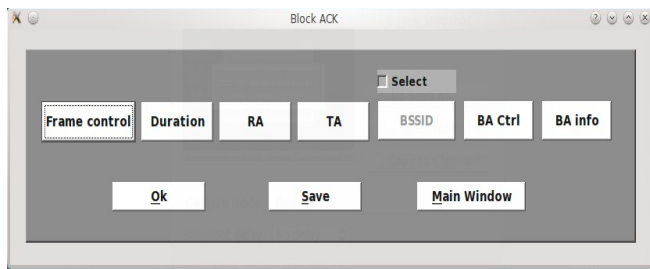 Block ACK
Select
Frame control Duration RA TA BSSID BA Ctrl BA info
Ok Save Main Window